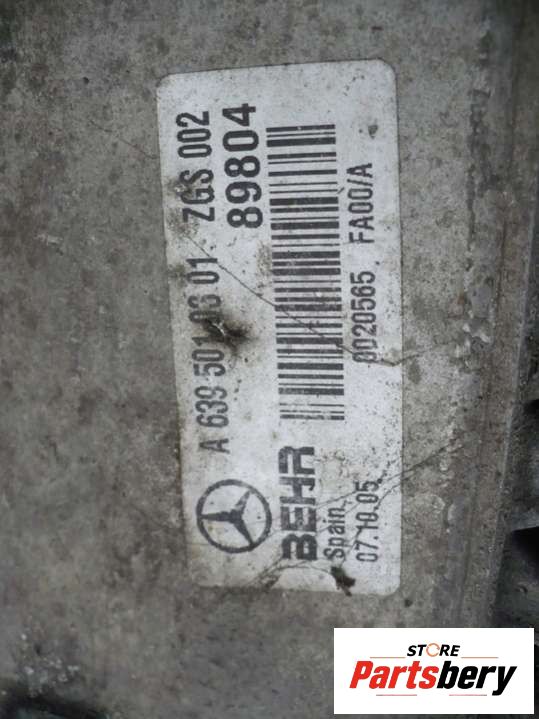 A 639 501 06 01 ZGS 002
89804
BEHR
Spain
0020565 FA00/A
07.10.05
STORE
Partsbery